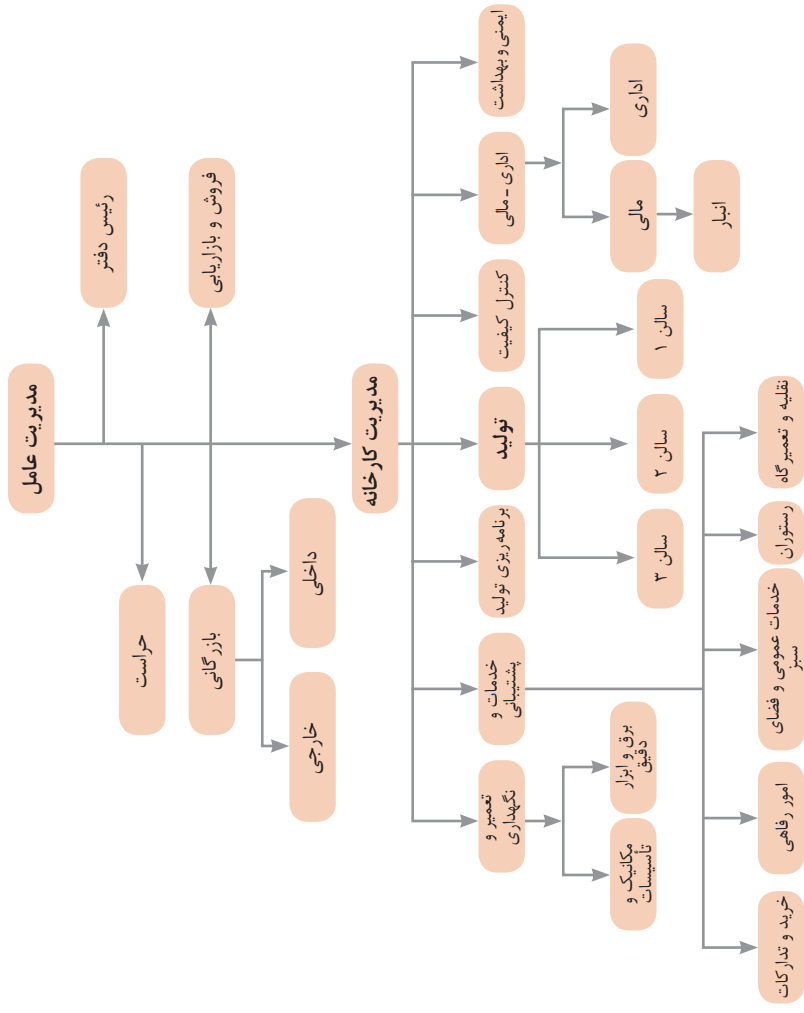 مدیریت عامل
رئیس دفتر
حراست
فروش و بازاریابی
بازرگانی
داخلی
خارجی
مدیریت کارخانه
ایمنی و بهداشت
اداری - مالی
کنترل کیفیت
تولید
برنامه ریزی تولید
خدمات و
پشتیبانی
تعمیر و
نگهداری
اداری
مالی
انبار
سالن ۱
سالن ۲
سالن ۳
برق و ابزار
دقیق
مکانیک و
تأسیسات
نقلیه و تعمیرگاه
رستوران
خدمات عمومی و فضای
سبز
امور رفاهی
خرید و تدارکات